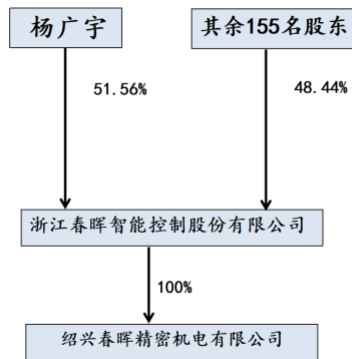 杨广宇
其余155名股东
51.56%
48.44%
浙江春晖智能控制股份有限公司
100%
绍兴春晖精密机电有限公司